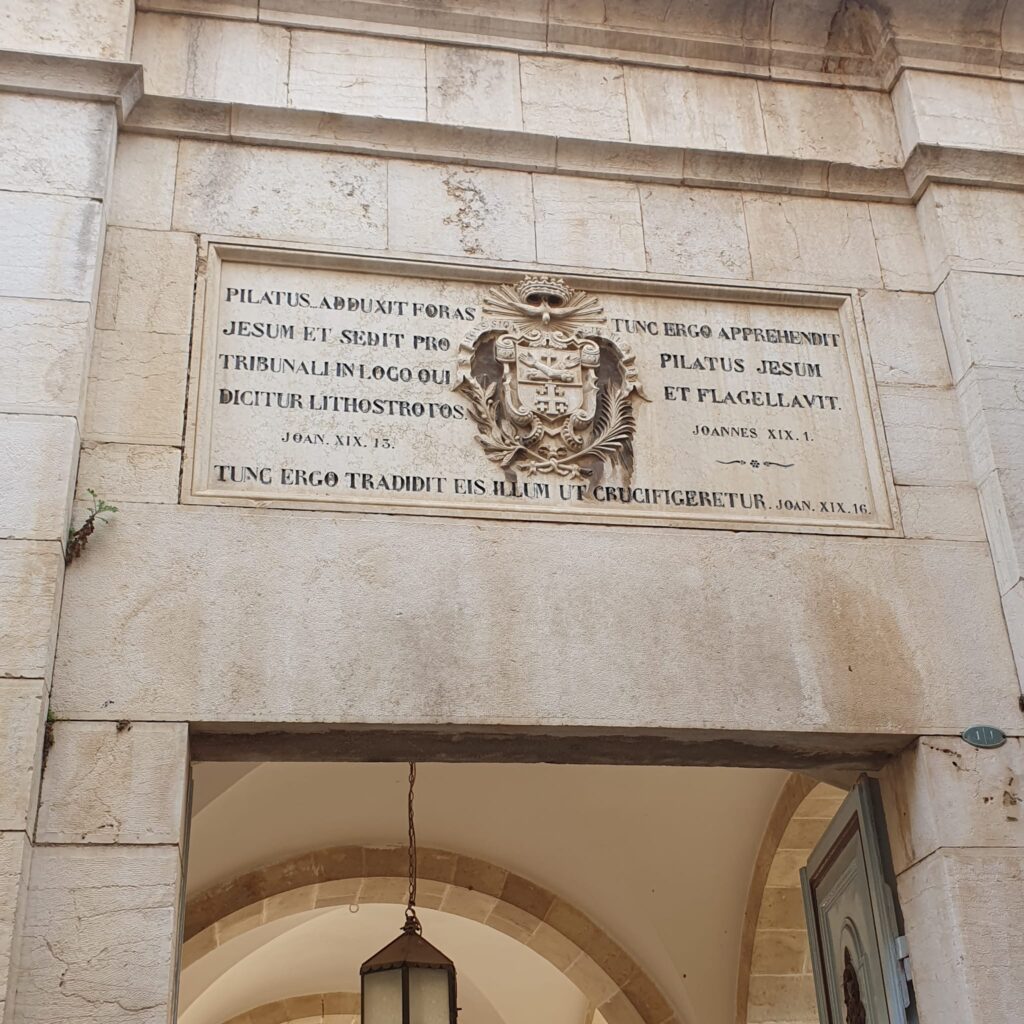 PILATUS ADDUXIT FORAS
JESUM ET SEDIT PRO
TRIBUNALI IN LOCO QUI
DICITUR LITHOSTROTOS.
JOAN. XIX. 13.
TUNC ERGO APPREHENDIT
PILATUS JESUM
ET FLAGELLAVIT.
JOANNES XIX. 1.
TUNC ERGO TRADIDIT EIS ILLUM UT CRUCIFIGERETUR. JOAN. XIX. 16.